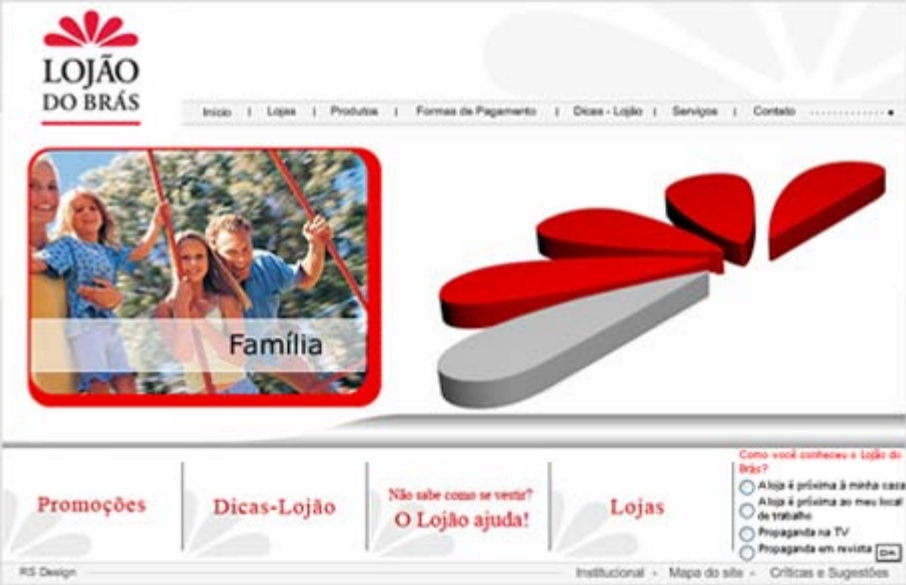 LOJÃO
DO BRÁS
Início | Lojas | Produtos | Formas de Pagamento | Dicas - Lojão | Serviços | Contato
Família
Promoções
Dicas-Lojão
Não sabe como se vestir?
O Lojão ajuda!
Lojas
Como você conheceu o Lojão do
Brás?
A loja é próxima à minha casa
A loja é próxima ao meu local
de trabalho
Propaganda na TV
Propaganda em revista
RS Design
Institucional - Mapa do site - Críticas e Sugestões